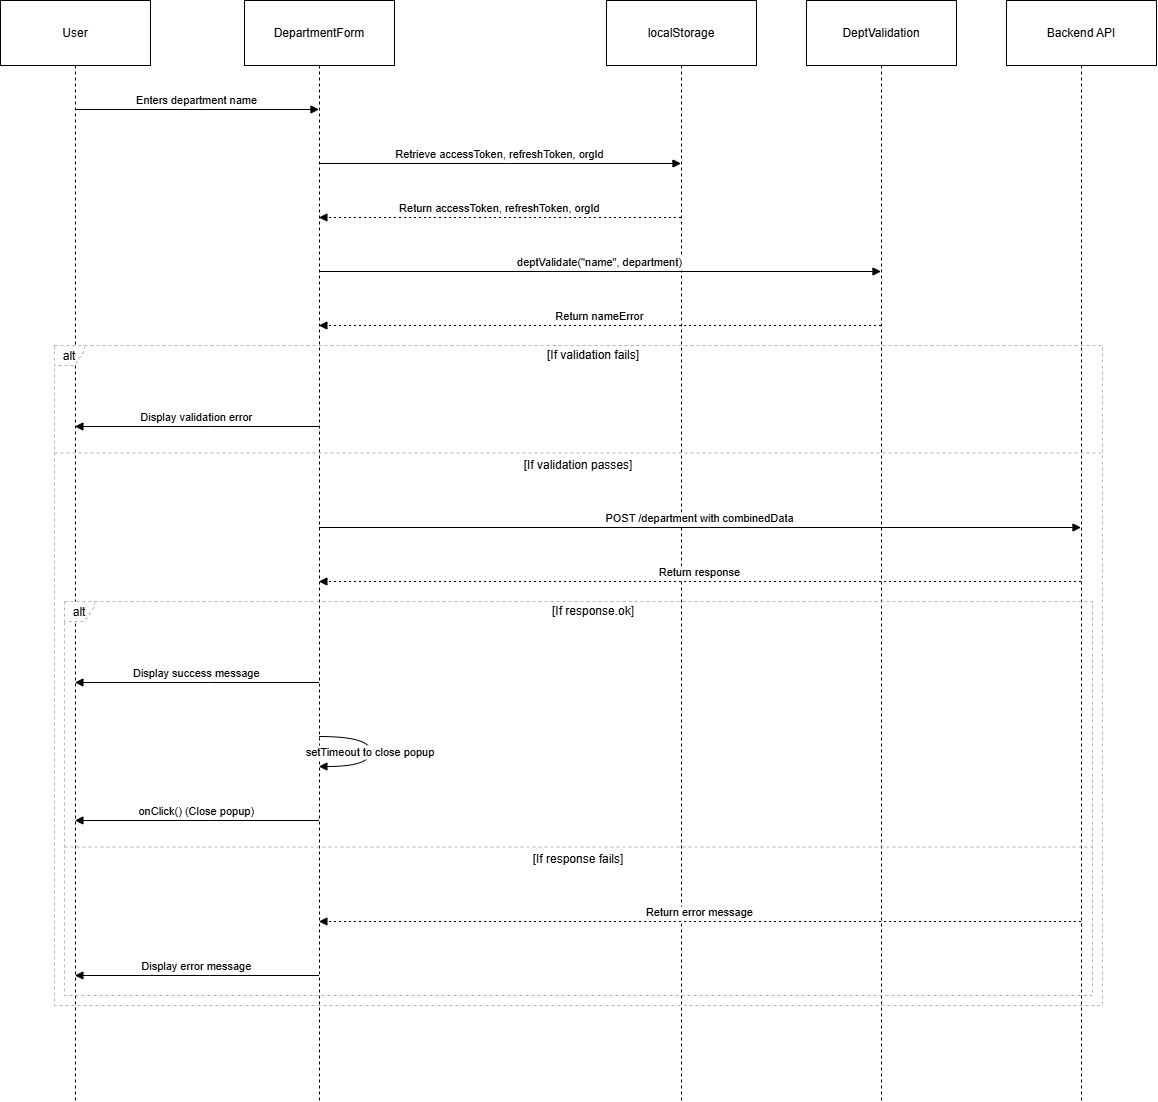 User
DepartmentForm
localStorage
DeptValidation
Backend API
Enters department name
Retrieve accessToken, refreshToken, orgId
Return accessToken, refreshToken, orgId
deptValidate("name", department)
Return nameError
alt
[If validation fails]
Display validation error
[If validation passes]
POST /department with combinedData
Return response
alt
[If response.ok]
Display success message
setTimeout to close popup
onClick() (Close popup)
[If response fails]
Return error message
Display error message